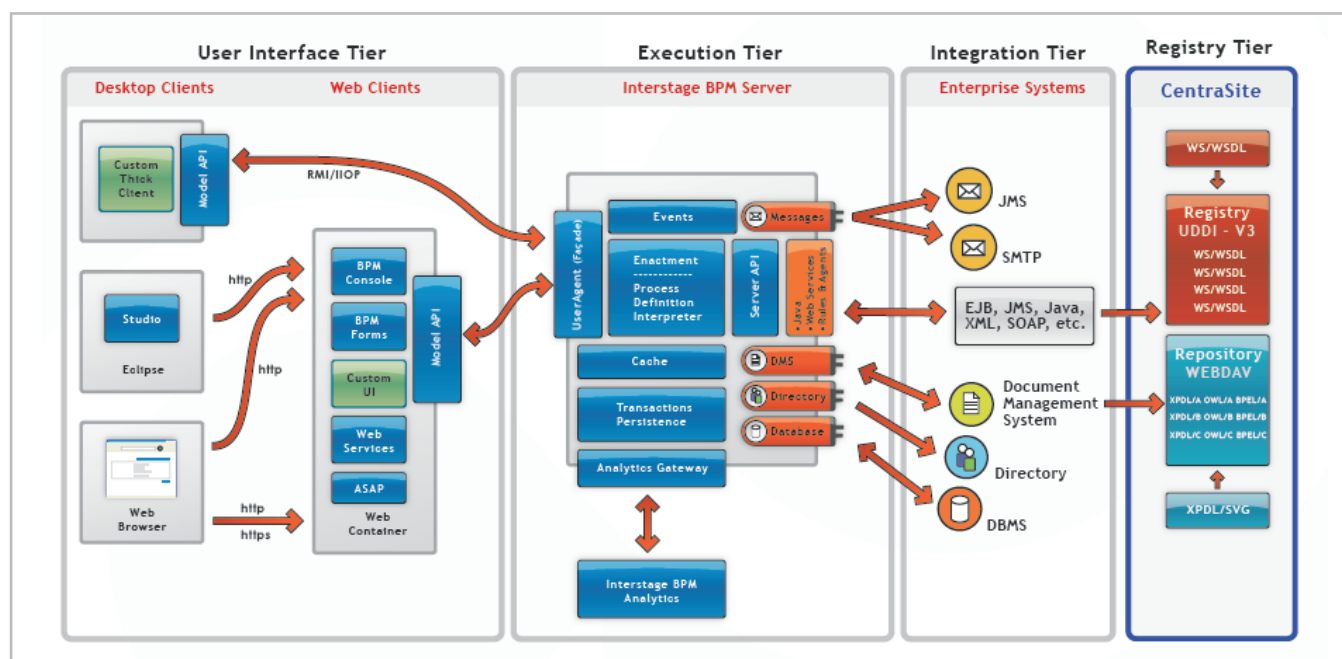 User Interface Tier
Desktop Clients
Web Clients
Custom
Thick
Client
Model API
RMI/IIOP
http
Studio
Eclipse
http
Web
Browser
http
https
BPM
Console
BPM
Forms
Custom
UI
Web
Services
ASAP
Web
Container
Model API
Execution Tier
Interstage BPM Server
UserAgent (Façade)
Events
Messages
Enactment
------------
Process
Definition
Interpreter
Server API
• Java
• Web Services
• Rules & Agents
Cache
DMS
Transactions
Persistence
Directory
Database
Analytics Gateway
Interstage BPM
Analytics
Integration Tier
Enterprise Systems
JMS
SMTP
EJB, JMS, Java,
XML, SOAP, etc.
Document
Management
System
Directory
DBMS
Registry Tier
CentraSite
WS/WSDL
Registry
UDDI - V3
WS/WSDL
WS/WSDL
WS/WSDL
WS/WSDL
Repository
WEBDAV
XPDL/A OWL/A BPEL/A
XPDL/B OWL/B BPEL/B
XPDL/C OWL/C BPEL/C
XPDL/SVG